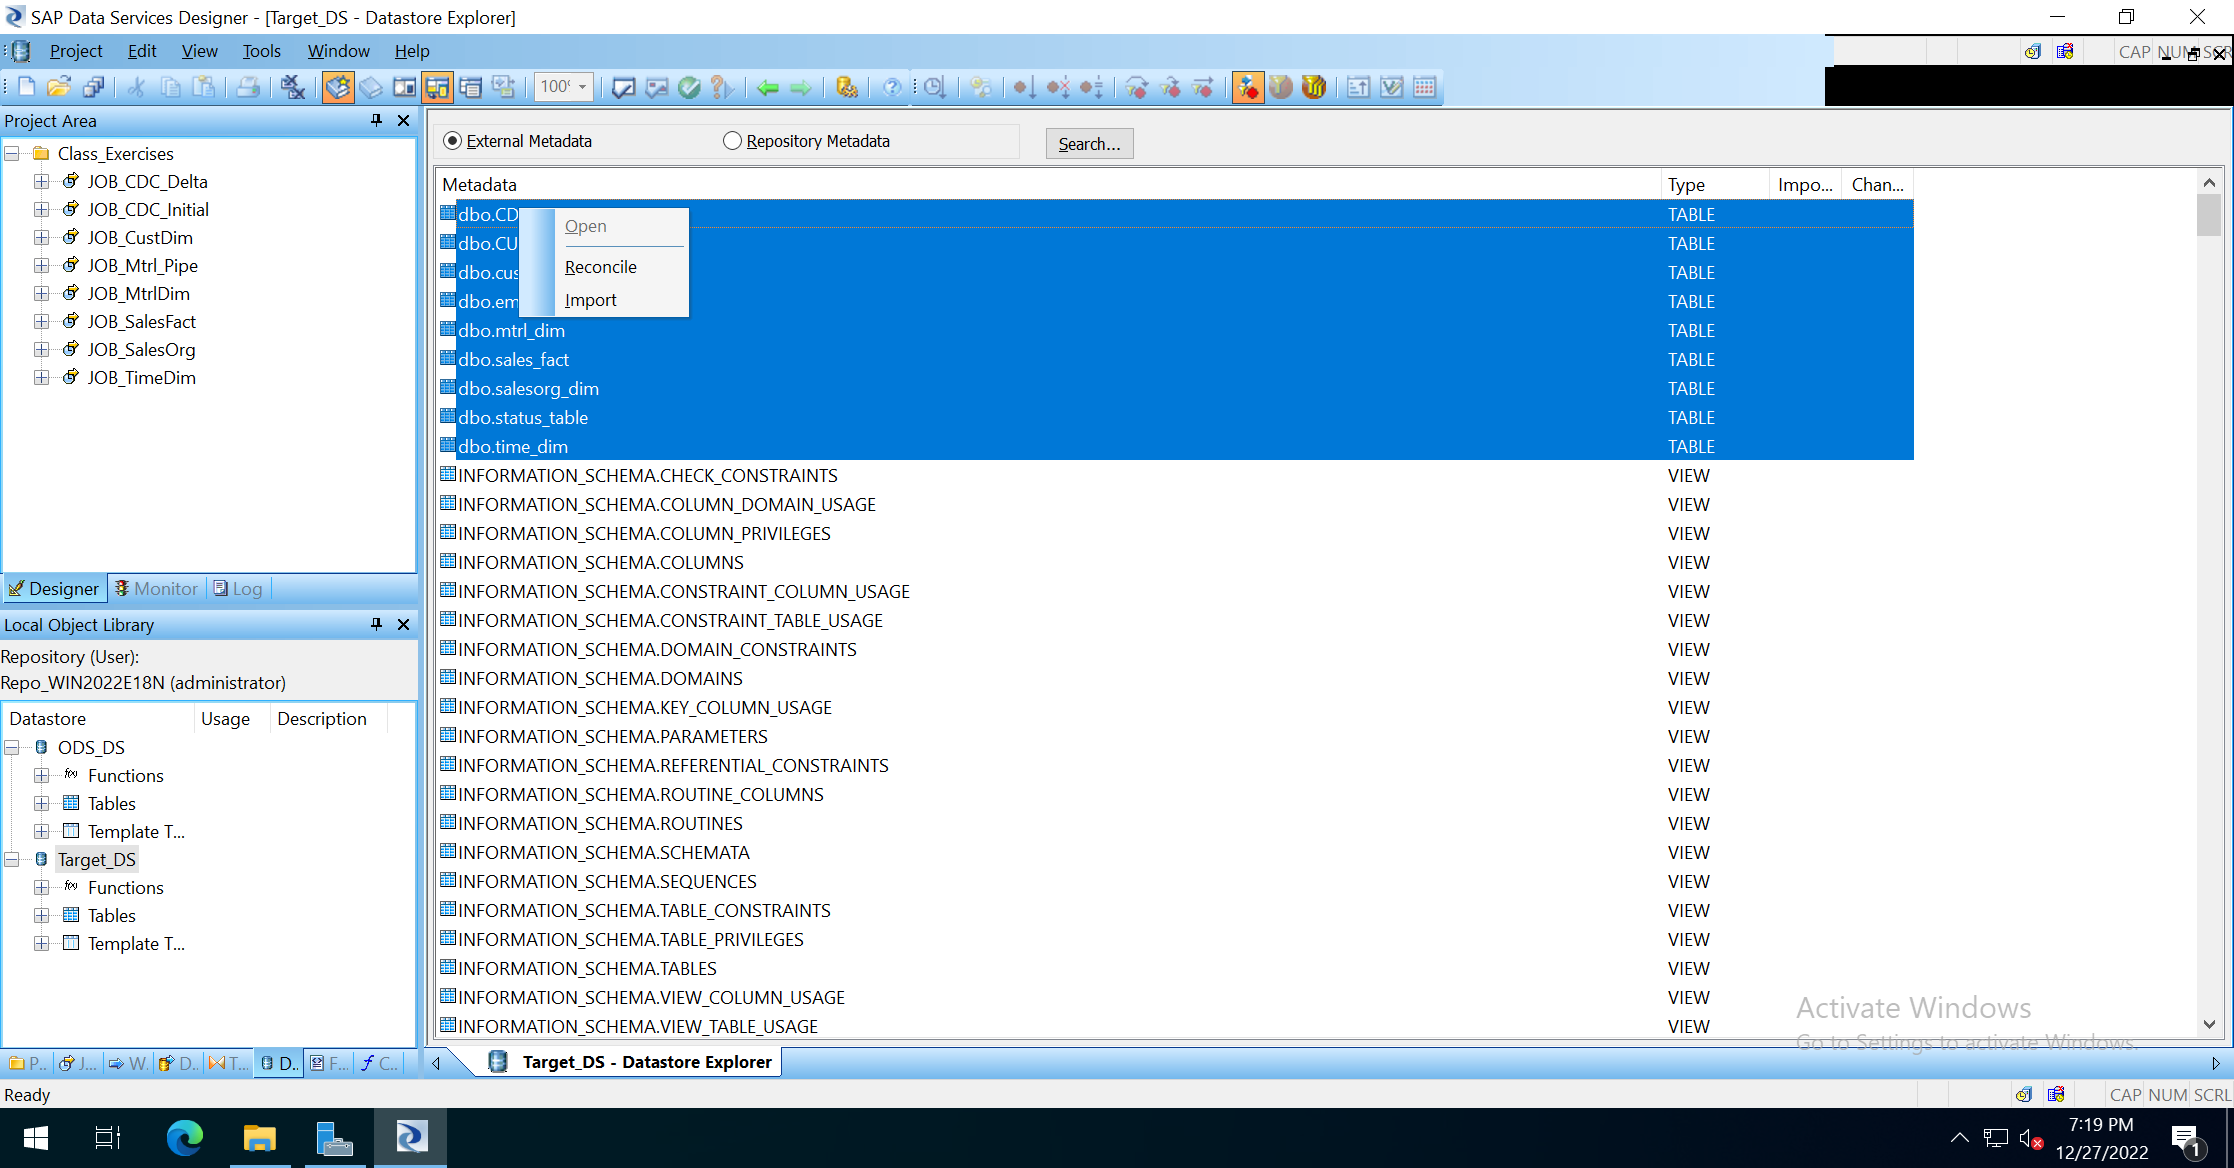 SAP Data Services Designer - [Target_DS - Datastore Explorer]
Project Edit View Tools Window Help
CAP NUM SCR
100%
Project Area
Class_Exercises
JOB_CDC_Delta
JOB_CDC_Initial
JOB_CustDim
JOB_Mtrl_Pipe
JOB_MtrlDim
JOB_SalesFact
JOB_SalesOrg
JOB_TimeDim
Designer Monitor Log
Local Object Library
Repository (User):
Repo_WIN2022E18N (administrator)
Datastore Usage Description
ODS_DS
Functions
Tables
Template T...
Target_DS
Functions
Tables
Template T...
P.. J... W. D.. T... D.. F... C..
External Metadata Repository Metadata Search...
Metadata Type Impo... Chan...
dbo.CD TABLE
dbo.CU TABLE
dbo.cus TABLE
dbo.em TABLE
Open
Reconcile
Import
dbo.mtrl_dim TABLE
dbo.sales_fact TABLE
dbo.salesorg_dim TABLE
dbo.status_table TABLE
dbo.time_dim TABLE
INFORMATION_SCHEMA.CHECK_CONSTRAINTS VIEW
INFORMATION_SCHEMA.COLUMN_DOMAIN_USAGE VIEW
INFORMATION_SCHEMA.COLUMN_PRIVILEGES VIEW
INFORMATION_SCHEMA.COLUMNS VIEW
INFORMATION_SCHEMA.CONSTRAINT_COLUMN_USAGE VIEW
INFORMATION_SCHEMA.CONSTRAINT_TABLE_USAGE VIEW
INFORMATION_SCHEMA.DOMAIN_CONSTRAINTS VIEW
INFORMATION_SCHEMA.DOMAINS VIEW
INFORMATION_SCHEMA.KEY_COLUMN_USAGE VIEW
INFORMATION_SCHEMA.PARAMETERS VIEW
INFORMATION_SCHEMA.REFERENTIAL_CONSTRAINTS VIEW
INFORMATION_SCHEMA.ROUTINE_COLUMNS VIEW
INFORMATION_SCHEMA.ROUTINES VIEW
INFORMATION_SCHEMA.SCHEMATA VIEW
INFORMATION_SCHEMA.SEQUENCES VIEW
INFORMATION_SCHEMA.TABLE_CONSTRAINTS VIEW
INFORMATION_SCHEMA.TABLE_PRIVILEGES VIEW
INFORMATION_SCHEMA.TABLES VIEW
INFORMATION_SCHEMA.VIEW_COLUMN_USAGE VIEW
INFORMATION_SCHEMA.VIEW_TABLE_USAGE VIEW
Activate Windows
Go to Settings to activate Windows.
Target_DS - Datastore Explorer
Ready
CAP NUM SCRL
7:19 PM
12/27/2022
1